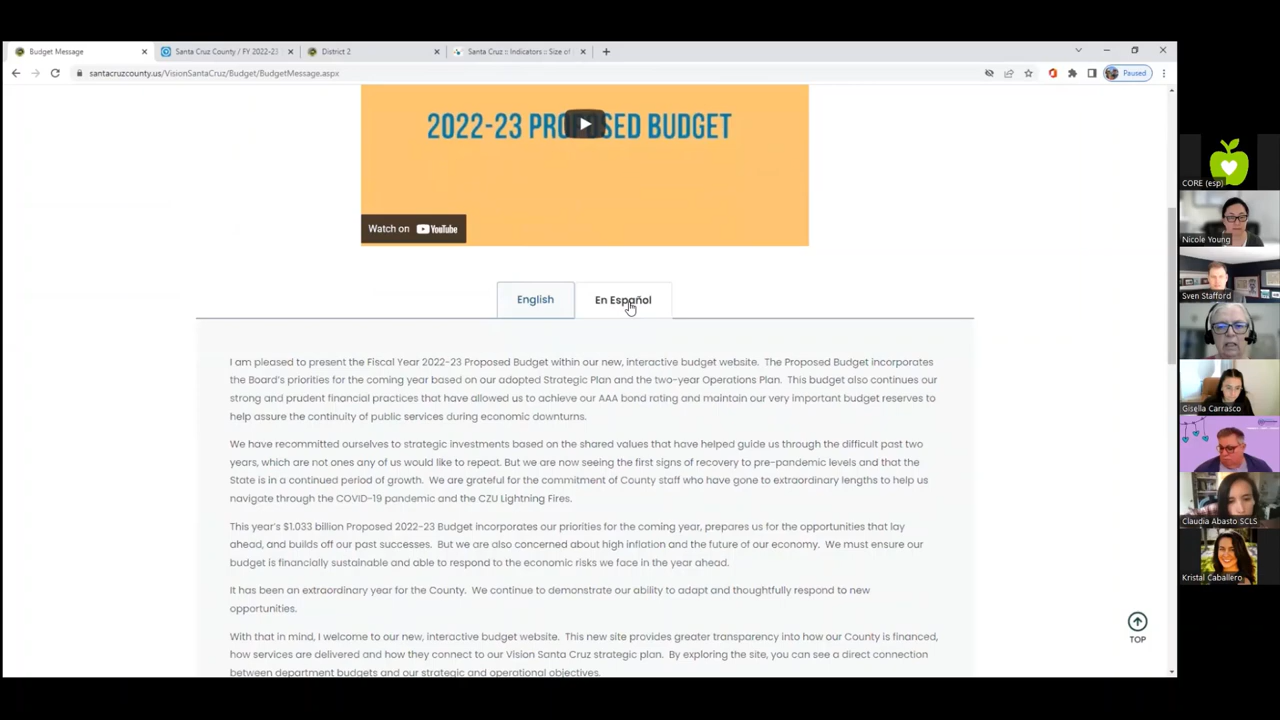 Budget Message
Santa Cruz County / FY 2022-23
District 2
Santa Cruz :: Indicators :: Size of
santacruzcounty.us/VisionSantaCruz/Budget/BudgetMessage.aspx
Paused
2022-23 PROPOSED BUDGET
Watch on YouTube
English
En Español
I am pleased to present the Fiscal Year 2022-23 Proposed Budget within our new, interactive budget website. The Proposed Budget incorporates
the Board's priorities for the coming year based on our adopted Strategic Plan and the two-year Operations Plan. This budget also continues our
strong and prudent financial practices that have allowed us to achieve our AAA bond rating and maintain our very important budget reserves to
help assure the continuity of public services during economic downturns.
We have recommitted ourselves to strategic investments based on the shared values that have helped guide us through the difficult past two
years, which are not ones any of us would like to repeat. But we are now seeing the first signs of recovery to pre-pandemic levels and that the
State is in a continued period of growth. We are grateful for the commitment of County staff who have gone to extraordinary lengths to help us
navigate through the COVID-19 pandemic and the CZU Lightning Fires.
This year's $1.033 billion Proposed 2022-23 Budget incorporates our priorities for the coming year, prepares us for the opportunities that lay
ahead, and builds off our past successes. But we are also concerned about high inflation and the future of our economy. We must ensure our
budget is financially sustainable and able to respond to the economic risks we face in the year ahead.
It has been an extraordinary year for the County. We continue to demonstrate our ability to adapt and thoughtfully respond to new
opportunities.
With that in mind, I welcome to our new, interactive budget website. This new site provides greater transparency into how our County is financed,
how services are delivered and how they connect to our Vision Santa Cruz strategic plan. By exploring the site, you can see a direct connection
between department budgets and our strategic and operational objectives.
TOP
CORE (esp)
Nicole Young
Sven Stafford
Gisella Carrasco
Claudia Abasto SCLS
Kristal Caballero